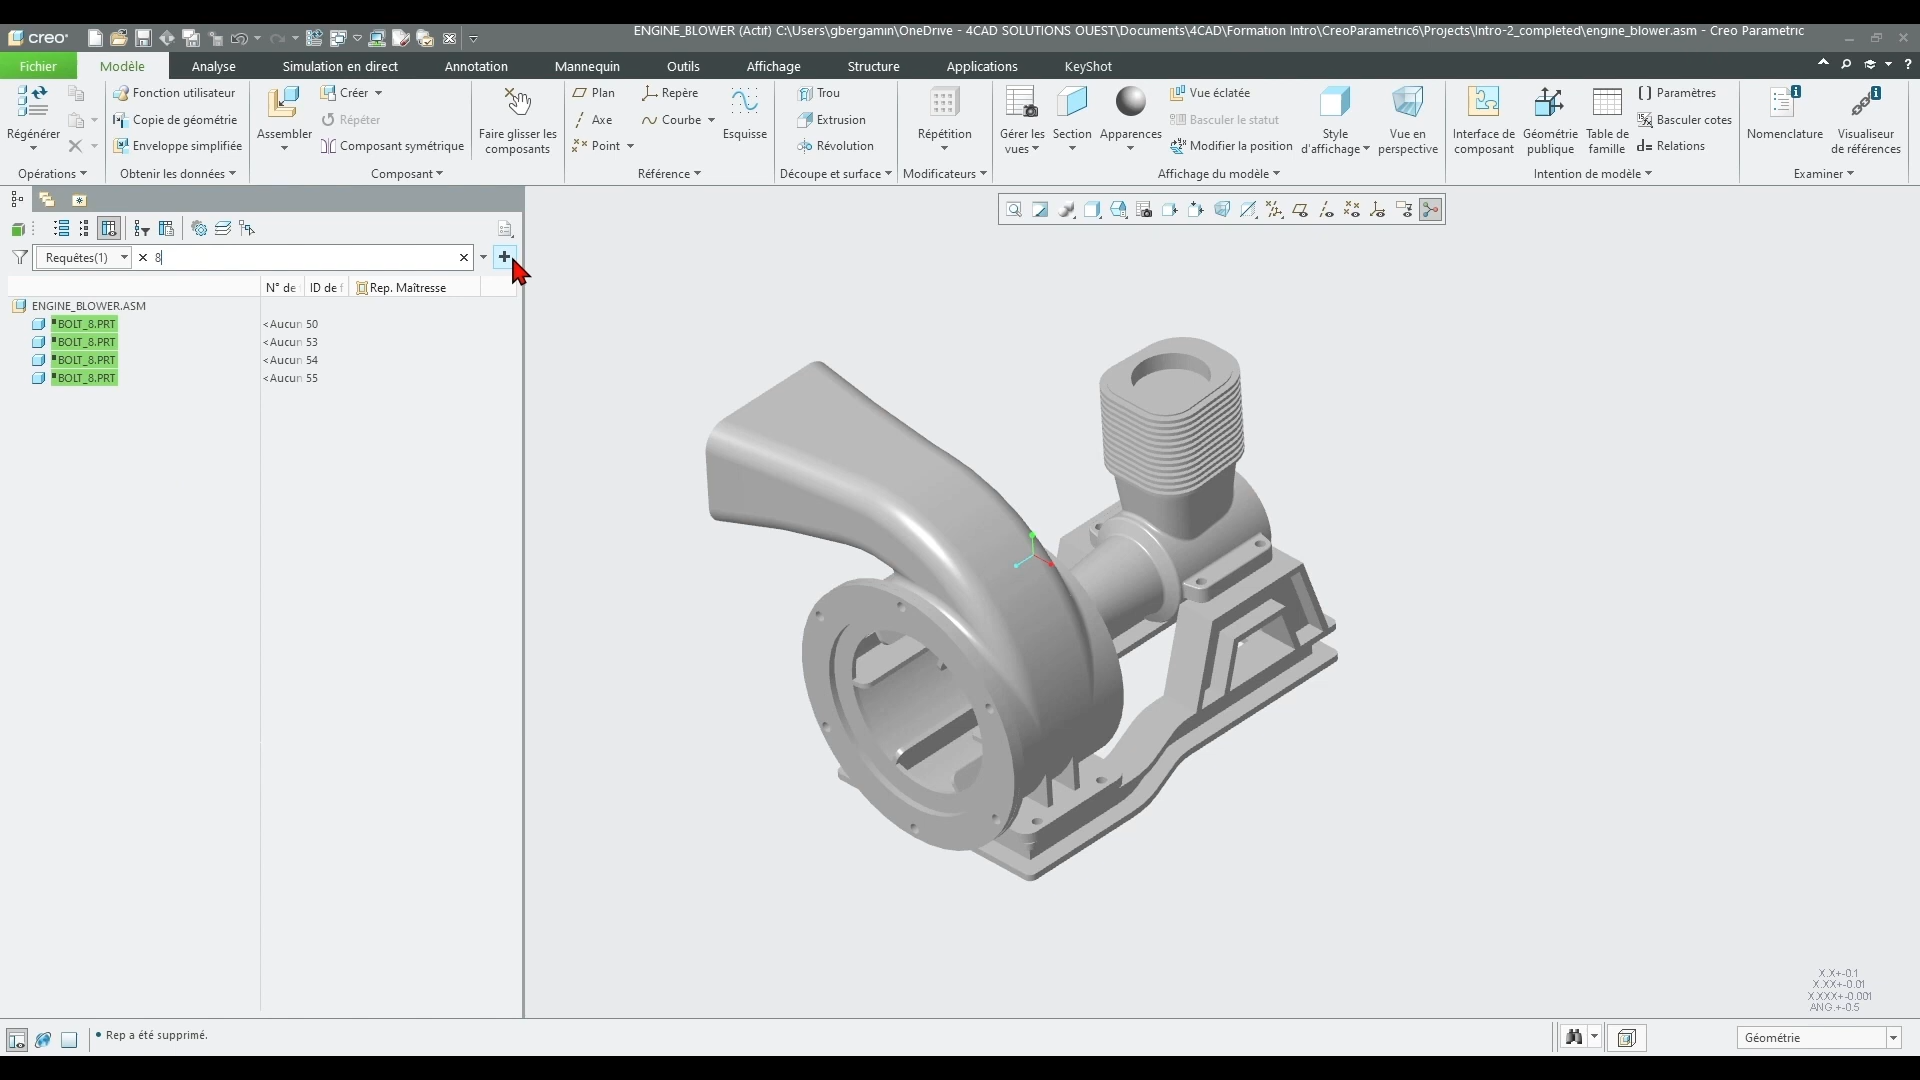 creo
ENGINE_BLOWER (Actif) C:\Users\gbergamin\OneDrive - 4CAD SOLUTIONS OUEST\Documents\4CAD\Formation Intro\CreoParametric6\Projects\Intro-2_completed\engine_blower.asm - Creo Parametric
Fichier Modèle Analyse Simulation en direct Annotation Mannequin Outils Affichage Structure Applications KeyShot
Régénérer
Opérations
Fonction utilisateur
Copie de géométrie
Enveloppe simplifiée
Obtenir les données
Assembler
Créer
Répéter
Composant symétrique
Faire glisser les
composants
Composant
Plan
Axe
Point
Repère
Courbe
Esquisse
Référence
Trou
Extrusion
Révolution
Découpe et surface
Répétition
Modificateurs
Gérer les
vues
Section
Apparences
Vue éclatée
Basculer le statut
Modifier la position
Style
d'affichage
Vue en
perspective
Affichage du modèle
Interface de
composant
Géométrie
publique
Table de
famille
Paramètres
Basculer cotes
d= Relations
Intention de modèle
Nomenclature
Visualiseur
de références
Examiner
Requêtes(1) 8
N° de ID de f Rep. Maîtresse
ENGINE_BLOWER.ASM
BOLT_8.PRT <Aucun 50
BOLT_8.PRT <Aucun 53
BOLT_8.PRT <Aucun 54
BOLT_8.PRT <Aucun 55
X.X+-0.1
X.XX+-0.01
X.XXX+-0.001
ANG.+-0.5
• Rep a été supprimé.
Géométrie